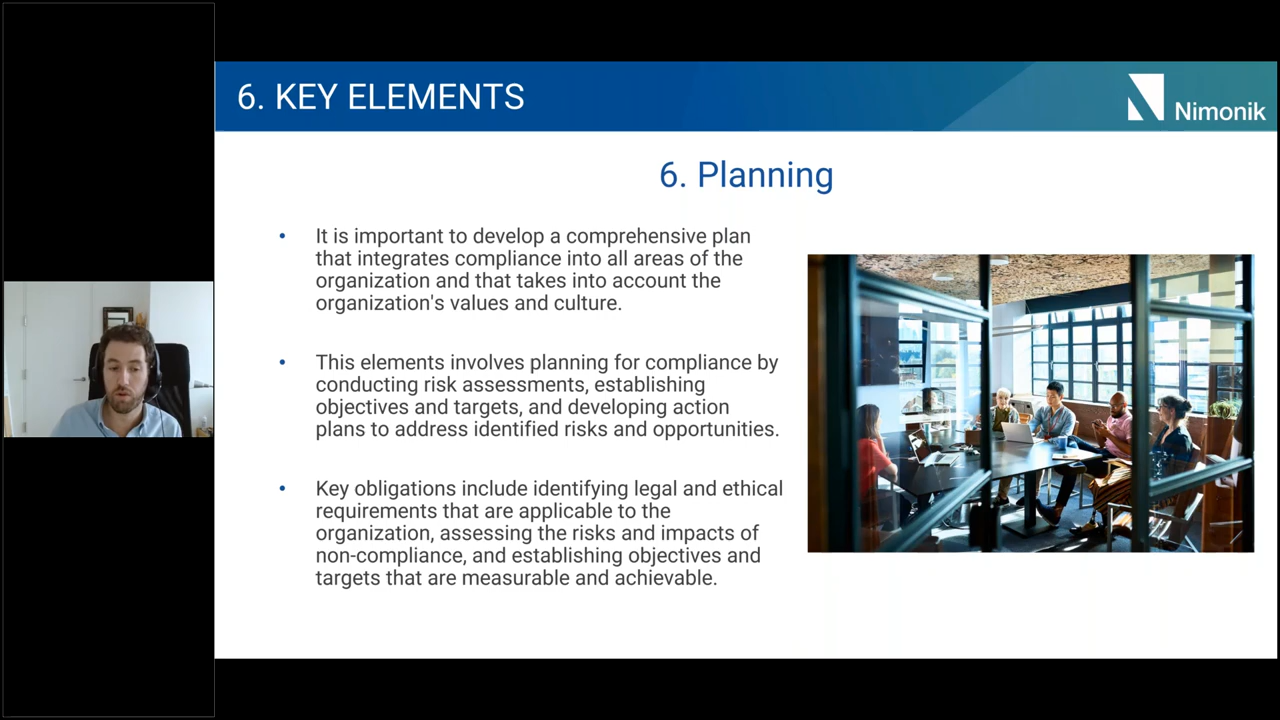 6. KEY ELEMENTS
Nimonik
6. Planning
• It is important to develop a comprehensive plan
that integrates compliance into all areas of the
organization and that takes into account the
organization's values and culture.
• This elements involves planning for compliance by
conducting risk assessments, establishing
objectives and targets, and developing action
plans to address identified risks and opportunities.
• Key obligations include identifying legal and ethical
requirements that are applicable to the
organization, assessing the risks and impacts of
non-compliance, and establishing objectives and
targets that are measurable and achievable.